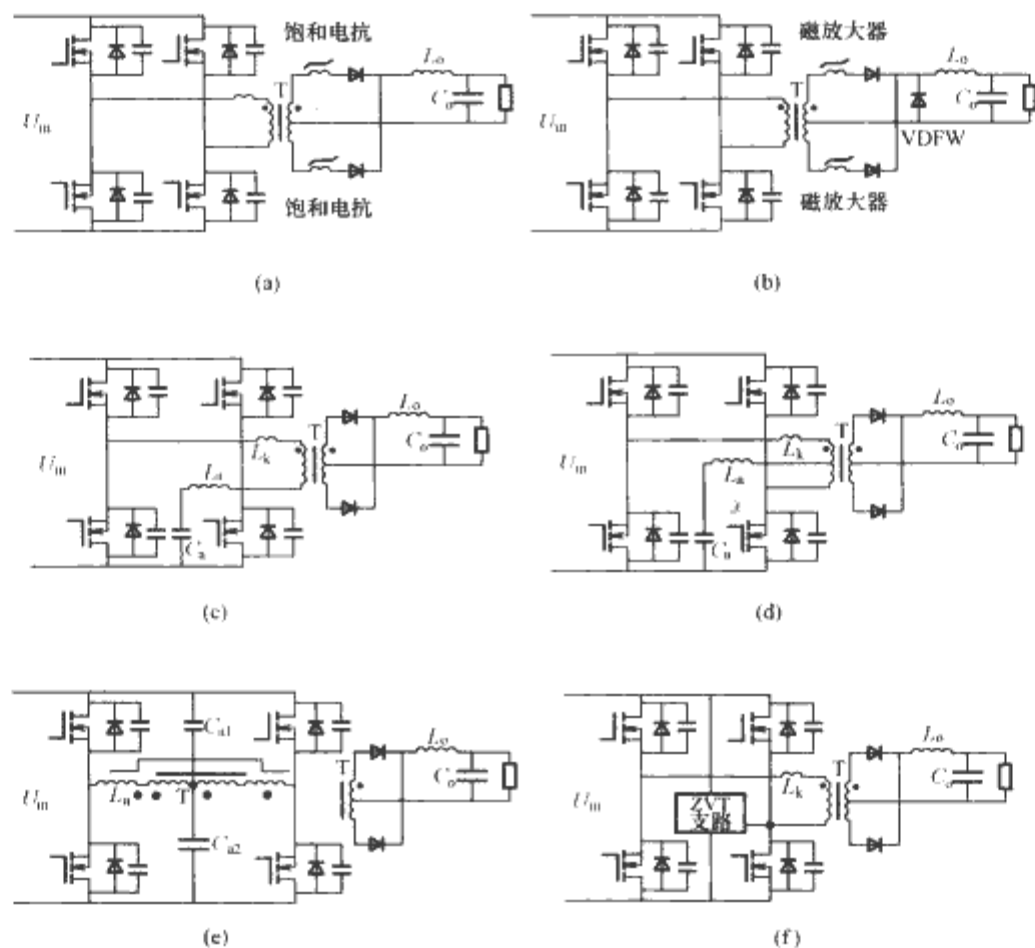 饱和电抗
Lo
T
Co
Uin
饱和电抗
(a)
磁放大器
Lo
T
Co
VDFW
Uin
磁放大器
(b)
Lo
T
Co
Lk
La
Uin
Ca
(c)
Lo
T
Co
Lk
La
Uin
Ca
(d)
Ca1
Lo
T
Co
La
T
Uin
Ca2
(e)
Lo
T
Co
Lk
ZVT
支路
Uin
(f)